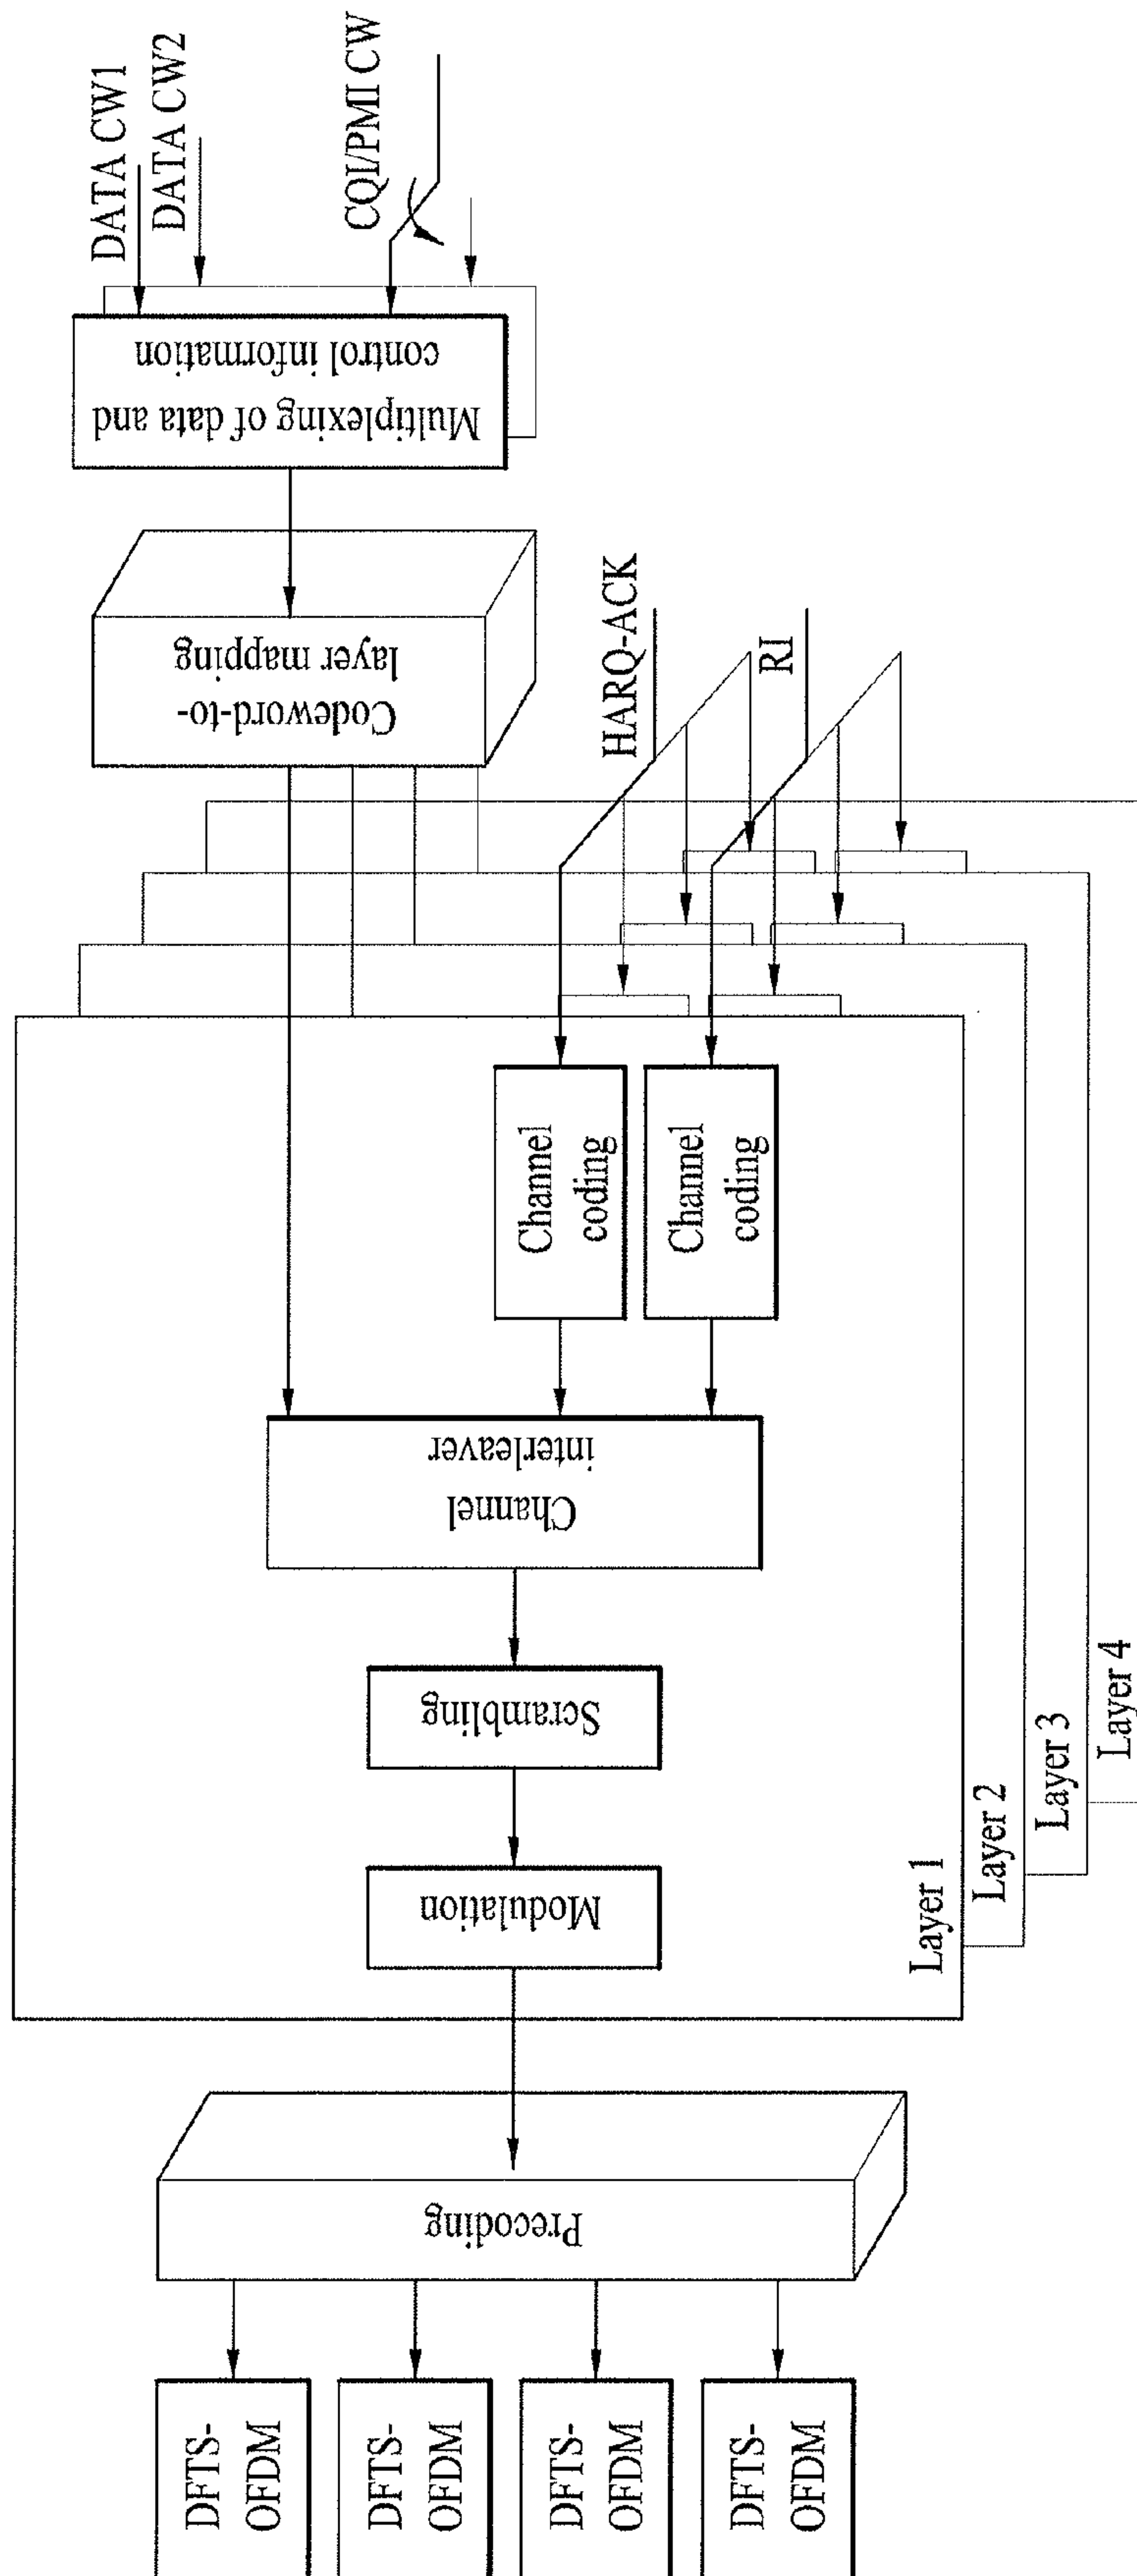 DATA CW1
DATA CW2
CQI/PMI CW
Multiplexing of data and
control information
Codeword-to-
layer mapping
HARQ-ACK
RI
Channel
coding
Channel
coding
Channel
interleaver
Scrambling
Modulation
Layer 1
Layer 2
Layer 3
Layer 4
Precoding
DFTS-
OFDM
DFTS-
OFDM
DFTS-
OFDM
DFTS-
OFDM